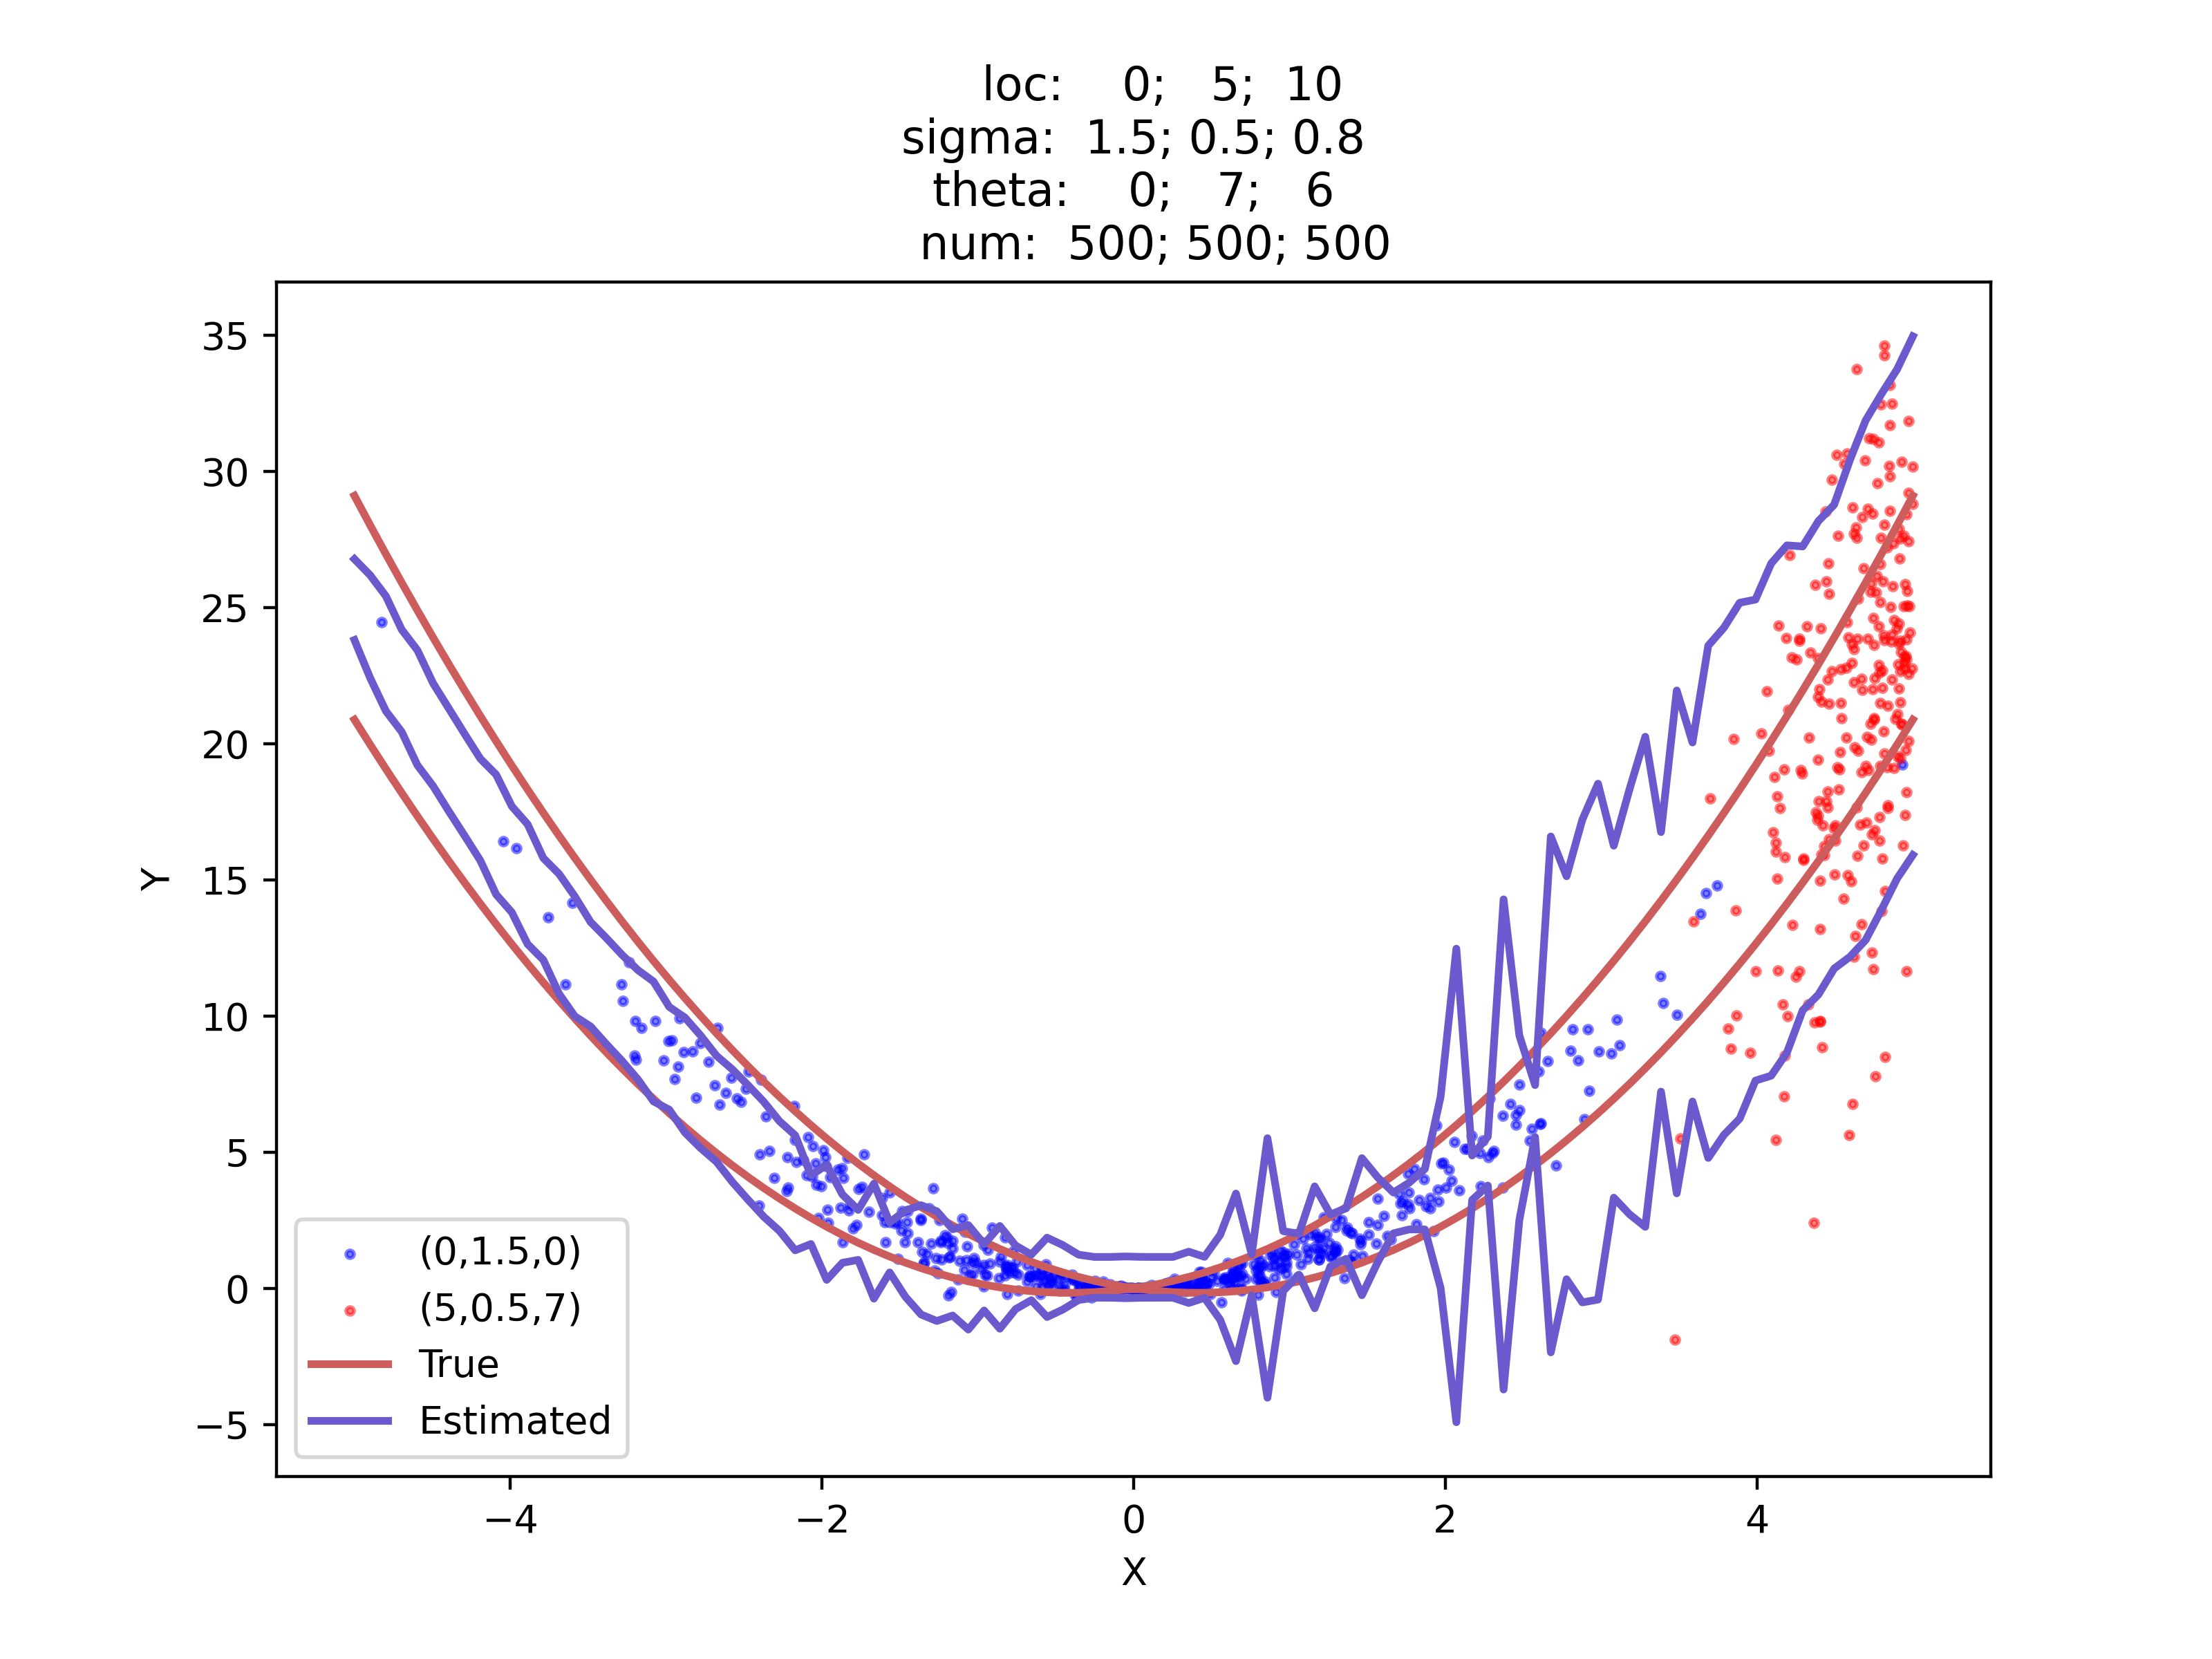 loc: 0; 5; 10
sigma: 1.5; 0.5; 0.8
theta: 0; 7; 6
num: 500; 500; 500
35
30
25
20
15
10
5
0
−5
Y
(0,1.5,0)
(5,0.5,7)
True
Estimated
−4 −2 0 2 4
X